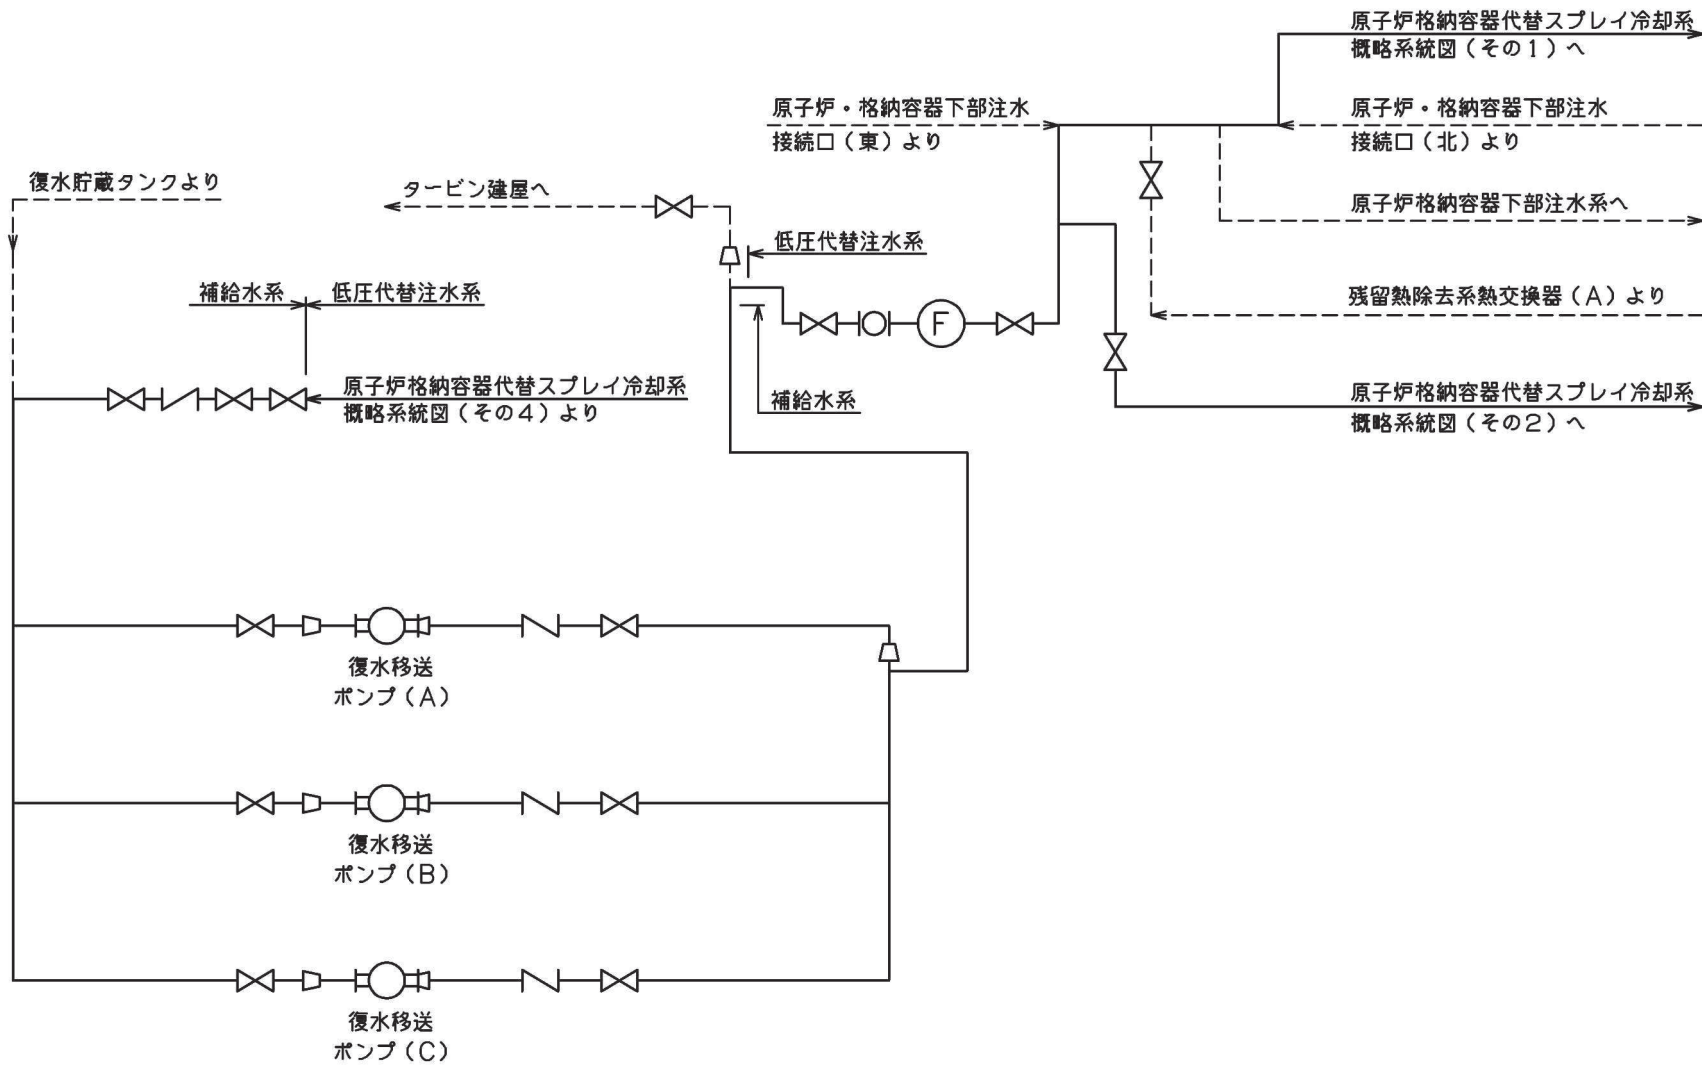 原子炉格納容器代替スプレイ冷却系
概略系統図（その１）へ
原子炉・格納容器下部注水
接続口（東）より
原子炉・格納容器下部注水
接続口（北）より
復水貯蔵タンクより
タービン建屋へ
原子炉格納容器下部注水系へ
低圧代替注水系
補給水系
低圧代替注水系
残留熱除去系熱交換器（Ａ）より
F
原子炉格納容器代替スプレイ冷却系
概略系統図（その４）より
補給水系
原子炉格納容器代替スプレイ冷却系
概略系統図（その２）へ
復水移送
ポンプ（Ａ）
復水移送
ポンプ（Ｂ）
復水移送
ポンプ（Ｃ）